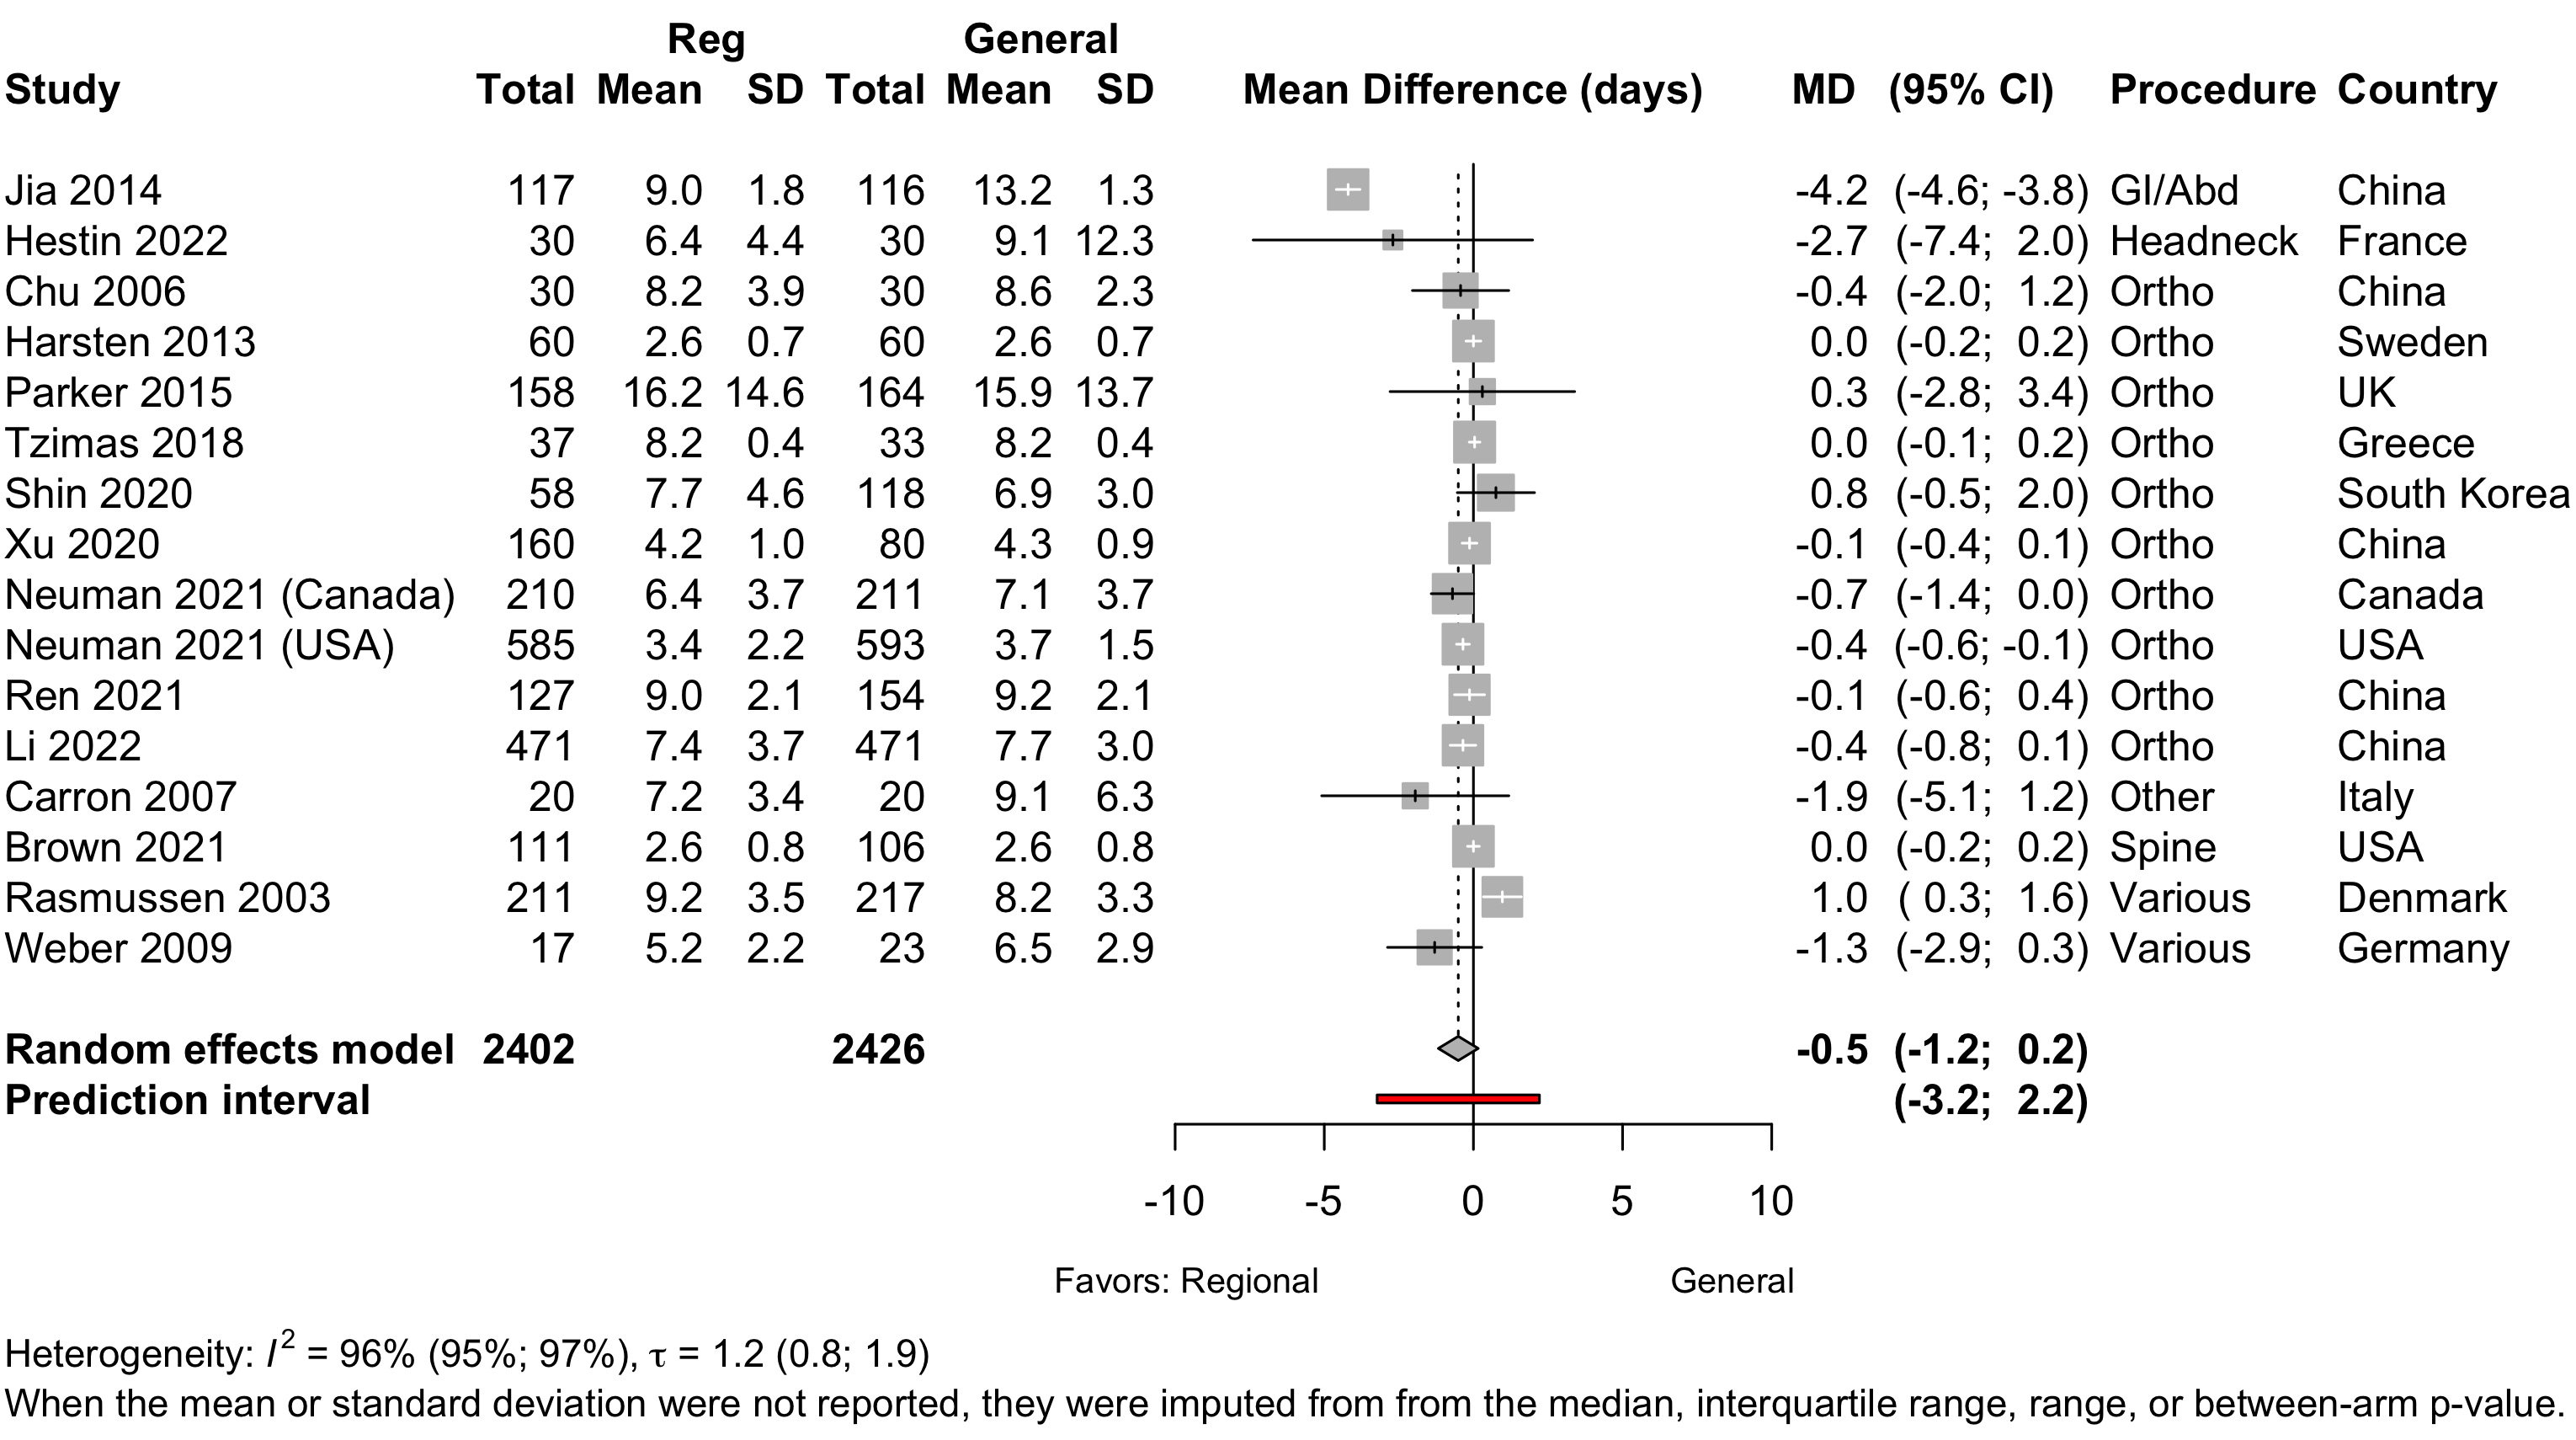 Reg General
Study Total Mean SD Total Mean SD Mean Difference (days) MD (95% CI) Procedure Country
Jia 2014 117 9.0 1.8 116 13.2 1.3 -4.2 (-4.6; -3.8) GI/Abd China
Hestin 2022 30 6.4 4.4 30 9.1 12.3 -2.7 (-7.4; 2.0) Headneck France
Chu 2006 30 8.2 3.9 30 8.6 2.3 -0.4 (-2.0; 1.2) Ortho China
Harsten 2013 60 2.6 0.7 60 2.6 0.7 0.0 (-0.2; 0.2) Ortho Sweden
Parker 2015 158 16.2 14.6 164 15.9 13.7 0.3 (-2.8; 3.4) Ortho UK
Tzimas 2018 37 8.2 0.4 33 8.2 0.4 0.0 (-0.1; 0.2) Ortho Greece
Shin 2020 58 7.7 4.6 118 6.9 3.0 0.8 (-0.5; 2.0) Ortho South Korea
Xu 2020 160 4.2 1.0 80 4.3 0.9 -0.1 (-0.4; 0.1) Ortho China
Neuman 2021 (Canada) 210 6.4 3.7 211 7.1 3.7 -0.7 (-1.4; 0.0) Ortho Canada
Neuman 2021 (USA) 585 3.4 2.2 593 3.7 1.5 -0.4 (-0.6; -0.1) Ortho USA
Ren 2021 127 9.0 2.1 154 9.2 2.1 -0.1 (-0.6; 0.4) Ortho China
Li 2022 471 7.4 3.7 471 7.7 3.0 -0.4 (-0.8; 0.1) Ortho China
Carron 2007 20 7.2 3.4 20 9.1 6.3 -1.9 (-5.1; 1.2) Other Italy
Brown 2021 111 2.6 0.8 106 2.6 0.8 0.0 (-0.2; 0.2) Spine USA
Rasmussen 2003 211 9.2 3.5 217 8.2 3.3 1.0 ( 0.3; 1.6) Various Denmark
Weber 2009 17 5.2 2.2 23 6.5 2.9 -1.3 (-2.9; 0.3) Various Germany
Random effects model 2402 2426 -0.5 (-1.2; 0.2)
Prediction interval (-3.2; 2.2)
-10 -5 0 5 10
Favors: Regional General
Heterogeneity: I² = 96% (95%; 97%), τ = 1.2 (0.8; 1.9)
When the mean or standard deviation were not reported, they were imputed from from the median, interquartile range, range, or between-arm p-value.